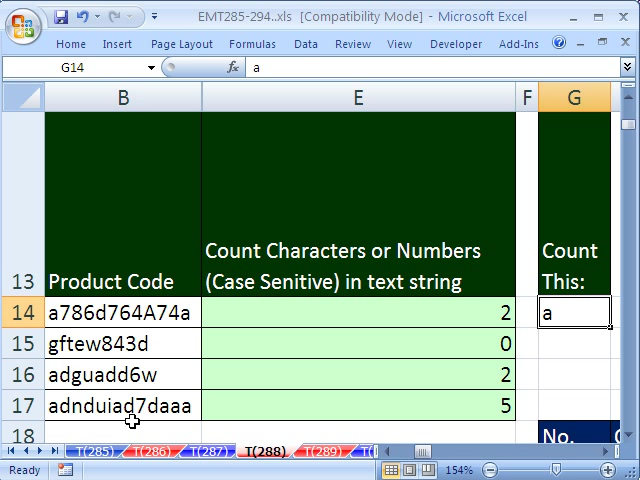 EMT285-294..xls [Compatibility Mode] - Microsoft Excel
Home Insert Page Layout Formulas Data Review View Developer Add-Ins
G14 fx a
B E F G
13 Product Code Count Characters or Numbers (Case Senitive) in text string Count This:
14 a786d764A74a 2 a
15 gftew843d 0
16 adguadd6w 2
17 adnduiad7daaa 5
18 No.
T(285) T(286) T(287) T(288) T(289)
Ready 154%